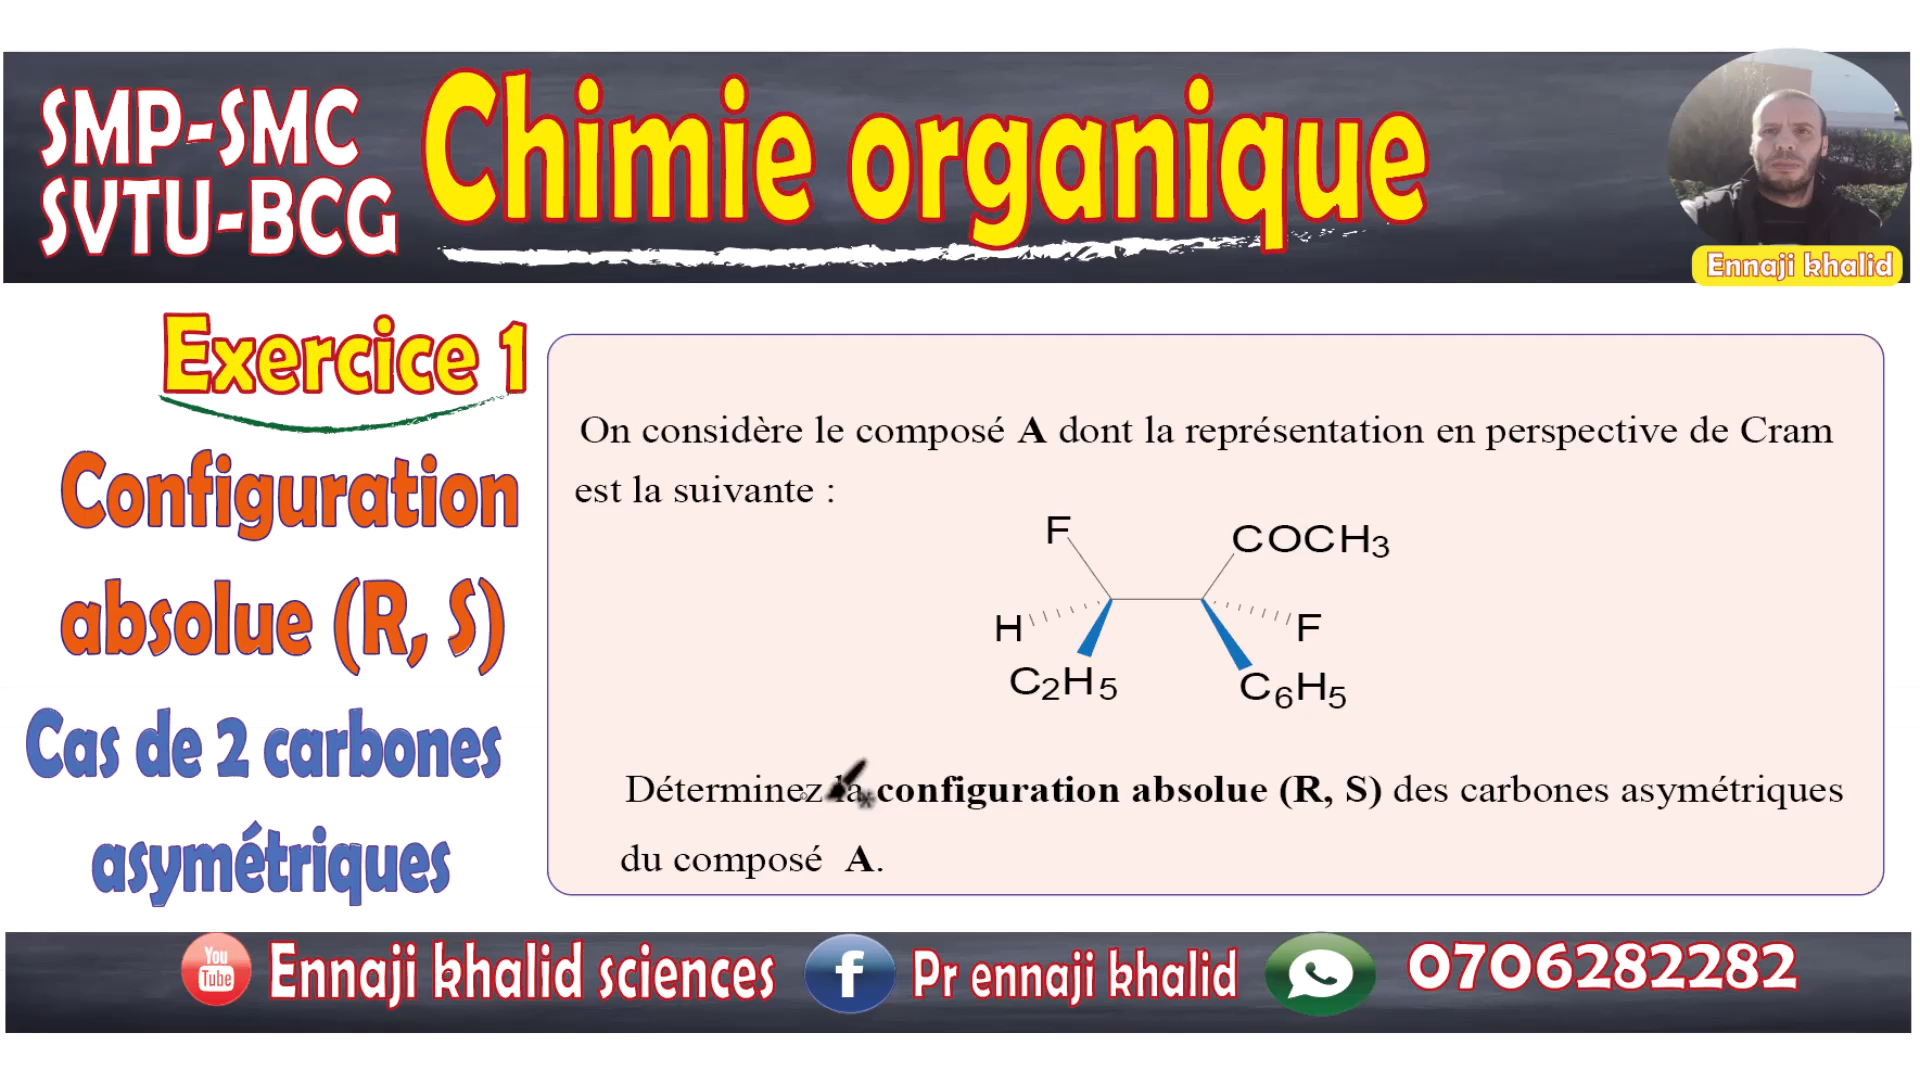 SMP-SMC
SVTU-BCG
Chimie organique
Ennaji khalid
Exercice 1
Configuration
absolue (R, S)
Cas de 2 carbones
asymétriques
On considère le composé A dont la représentation en perspective de Cram
est la suivante :
F
COCH3
H
F
C2H5
C6H5
Déterminez la configuration absolue (R, S) des carbones asymétriques
du composé A.
You
Tube
Ennaji khalid sciences
f
Pr ennaji khalid
0706282282